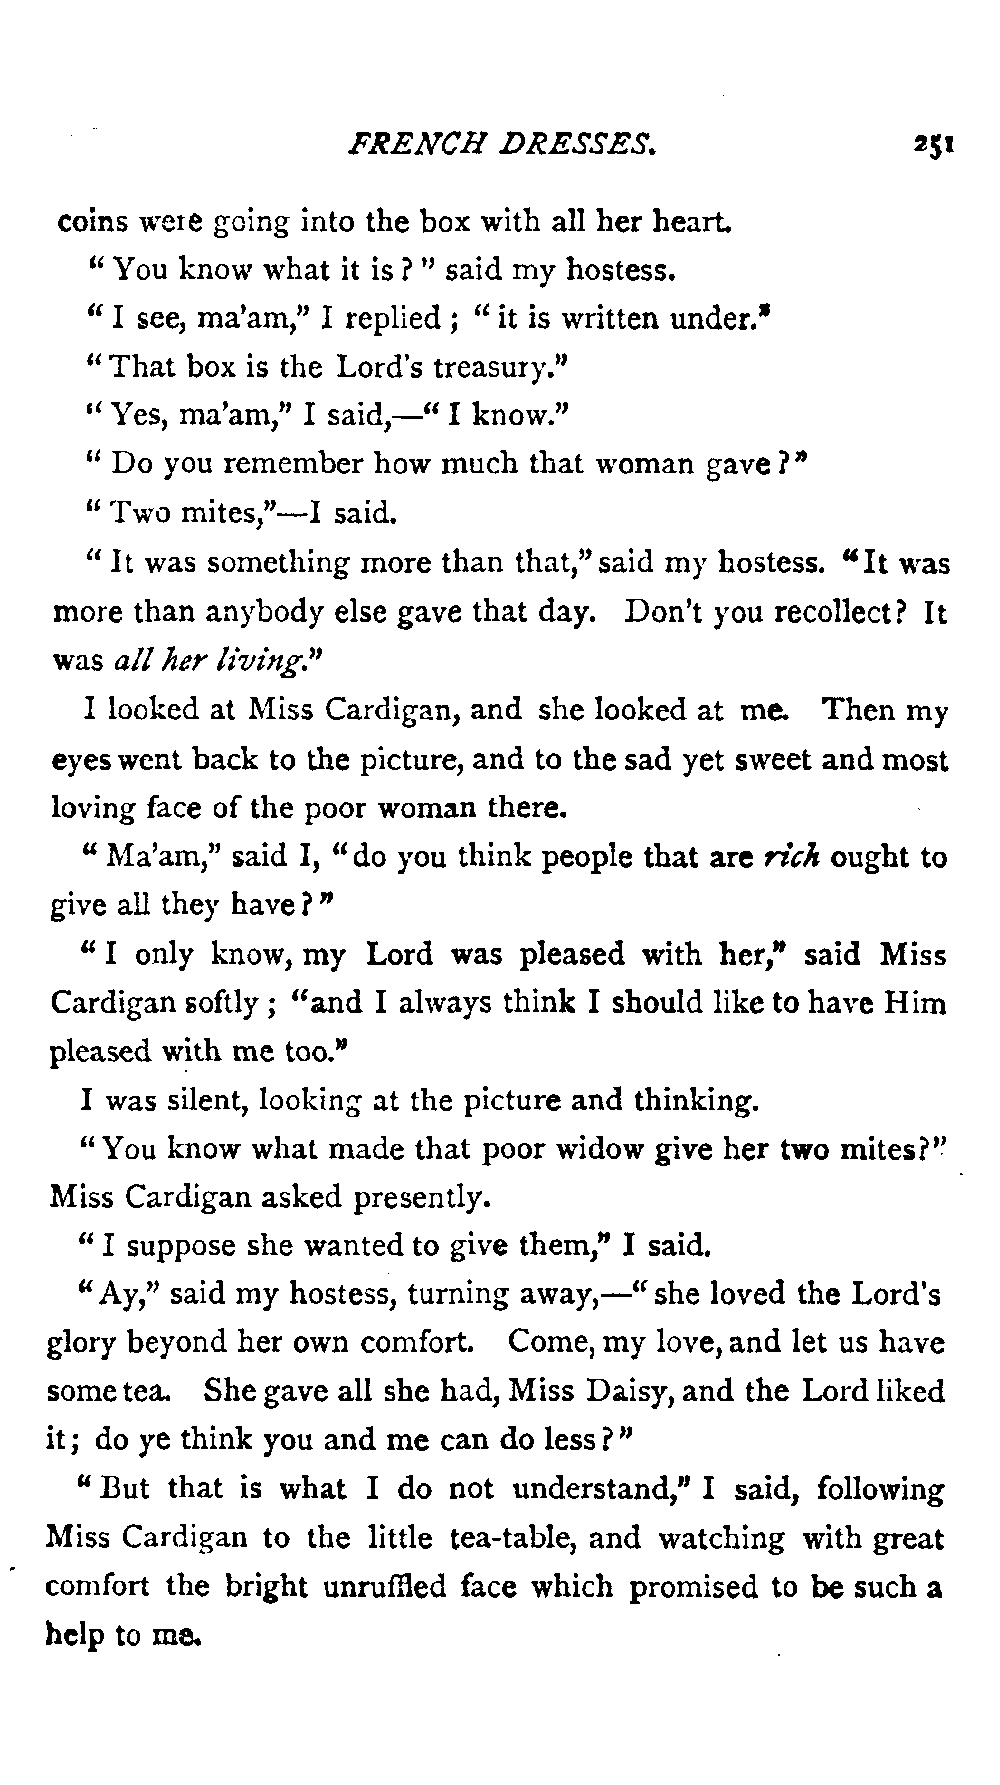 FRENCH DRESSES. 251
coins were going into the box with all her heart.
“ You know what it is ? ” said my hostess.
“ I see, ma'am,” I replied ; “ it is written under.”
“ That box is the Lord's treasury.”
“ Yes, ma'am,” I said,—“ I know.”
“ Do you remember how much that woman gave ? ”
“ Two mites,”—I said.
“ It was something more than that,” said my hostess. “ It was
more than anybody else gave that day. Don't you recollect? It
was all her living.”
I looked at Miss Cardigan, and she looked at me. Then my
eyes went back to the picture, and to the sad yet sweet and most
loving face of the poor woman there.
“ Ma'am,” said I, “ do you think people that are rich ought to
give all they have ? ”
“ I only know, my Lord was pleased with her,” said Miss
Cardigan softly ; “and I always think I should like to have Him
pleased with me too.”
I was silent, looking at the picture and thinking.
“ You know what made that poor widow give her two mites?”
Miss Cardigan asked presently.
“ I suppose she wanted to give them,” I said.
“ Ay,” said my hostess, turning away,—“ she loved the Lord's
glory beyond her own comfort. Come, my love, and let us have
some tea. She gave all she had, Miss Daisy, and the Lord liked
it; do ye think you and me can do less ? ”
“ But that is what I do not understand,” I said, following
Miss Cardigan to the little tea-table, and watching with great
comfort the bright unruffled face which promised to be such a
help to me.